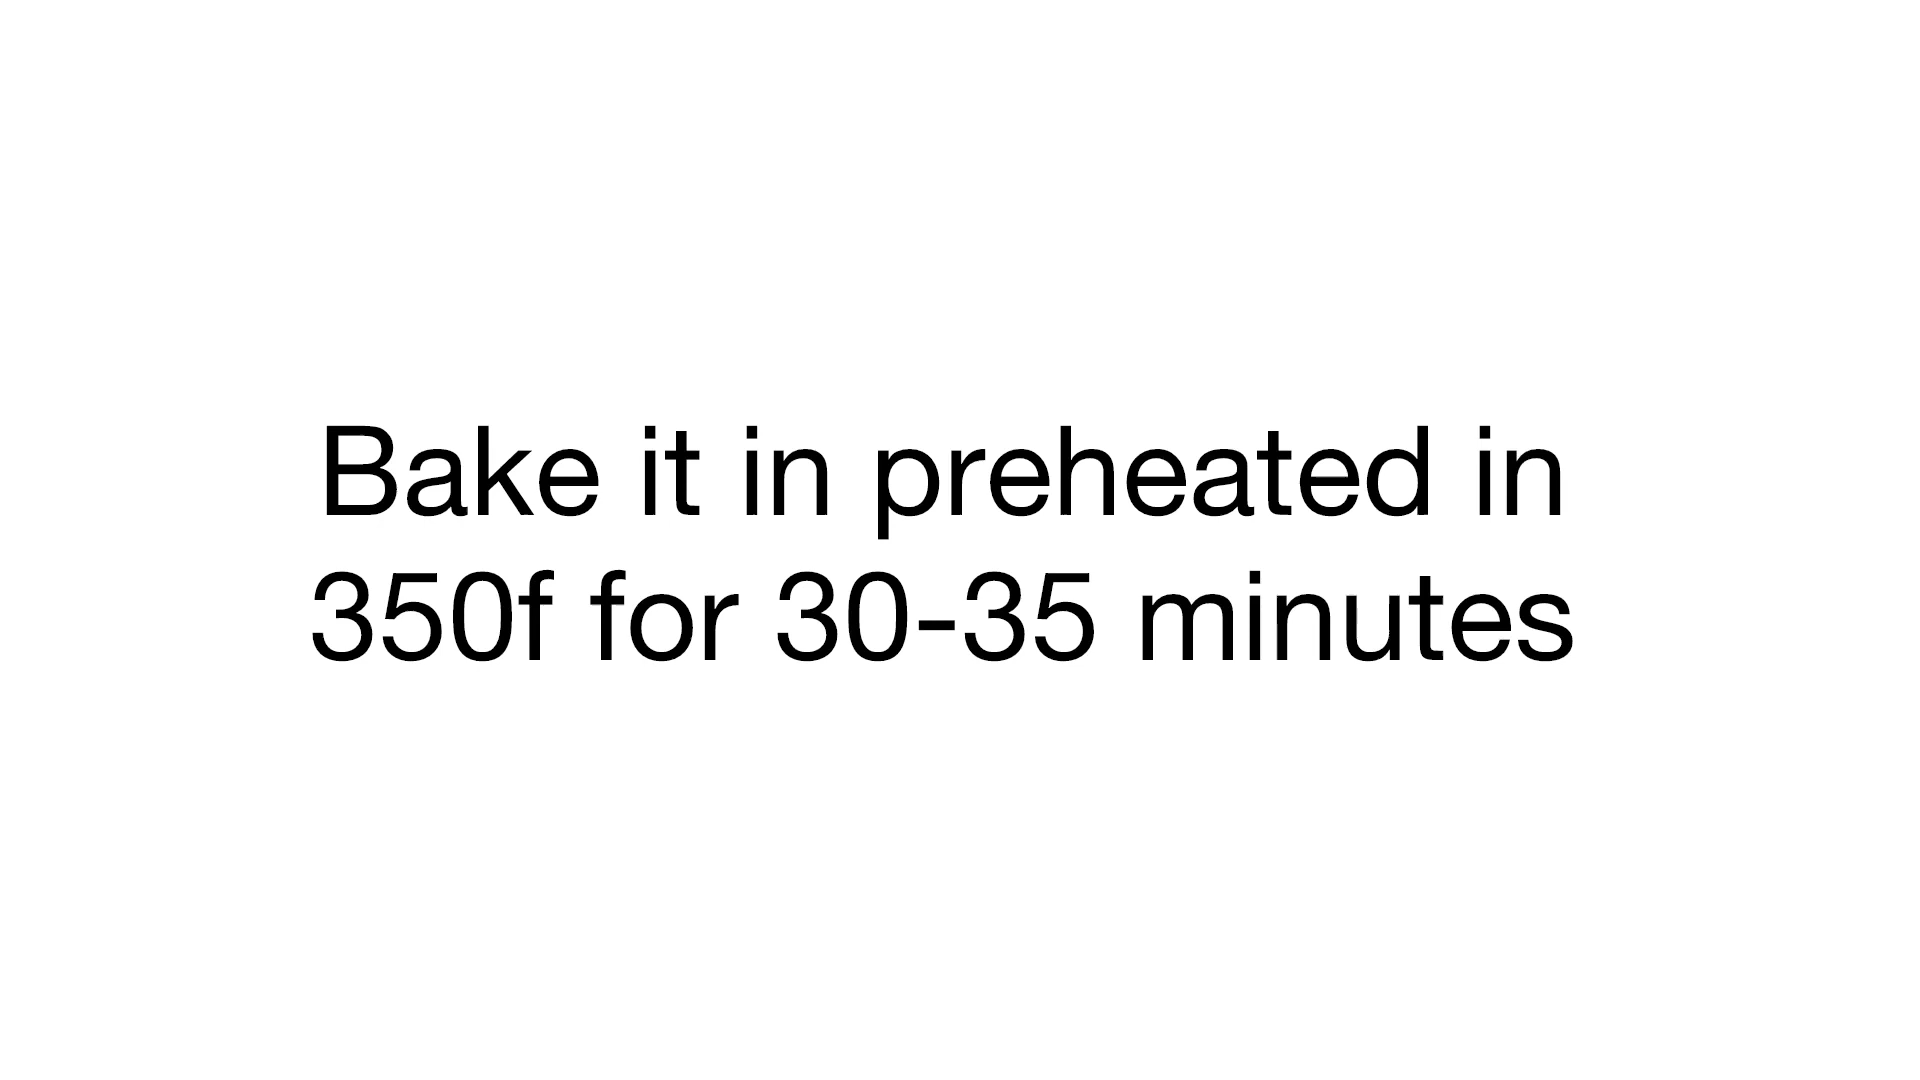 Bake it in preheated in
350f for 30-35 minutes